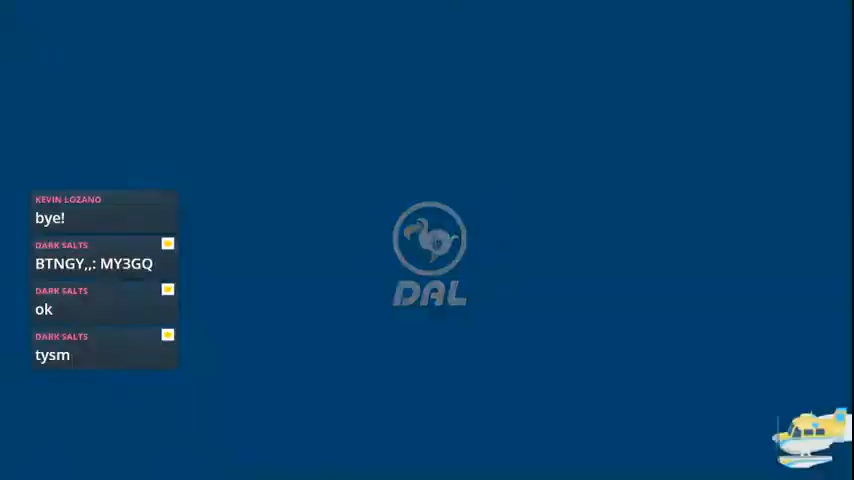 KEVIN LOZANO
bye!
DARK SALTS
BTNGY,,: MY3GQ
DARK SALTS
ok
DARK SALTS
tysm
DAL